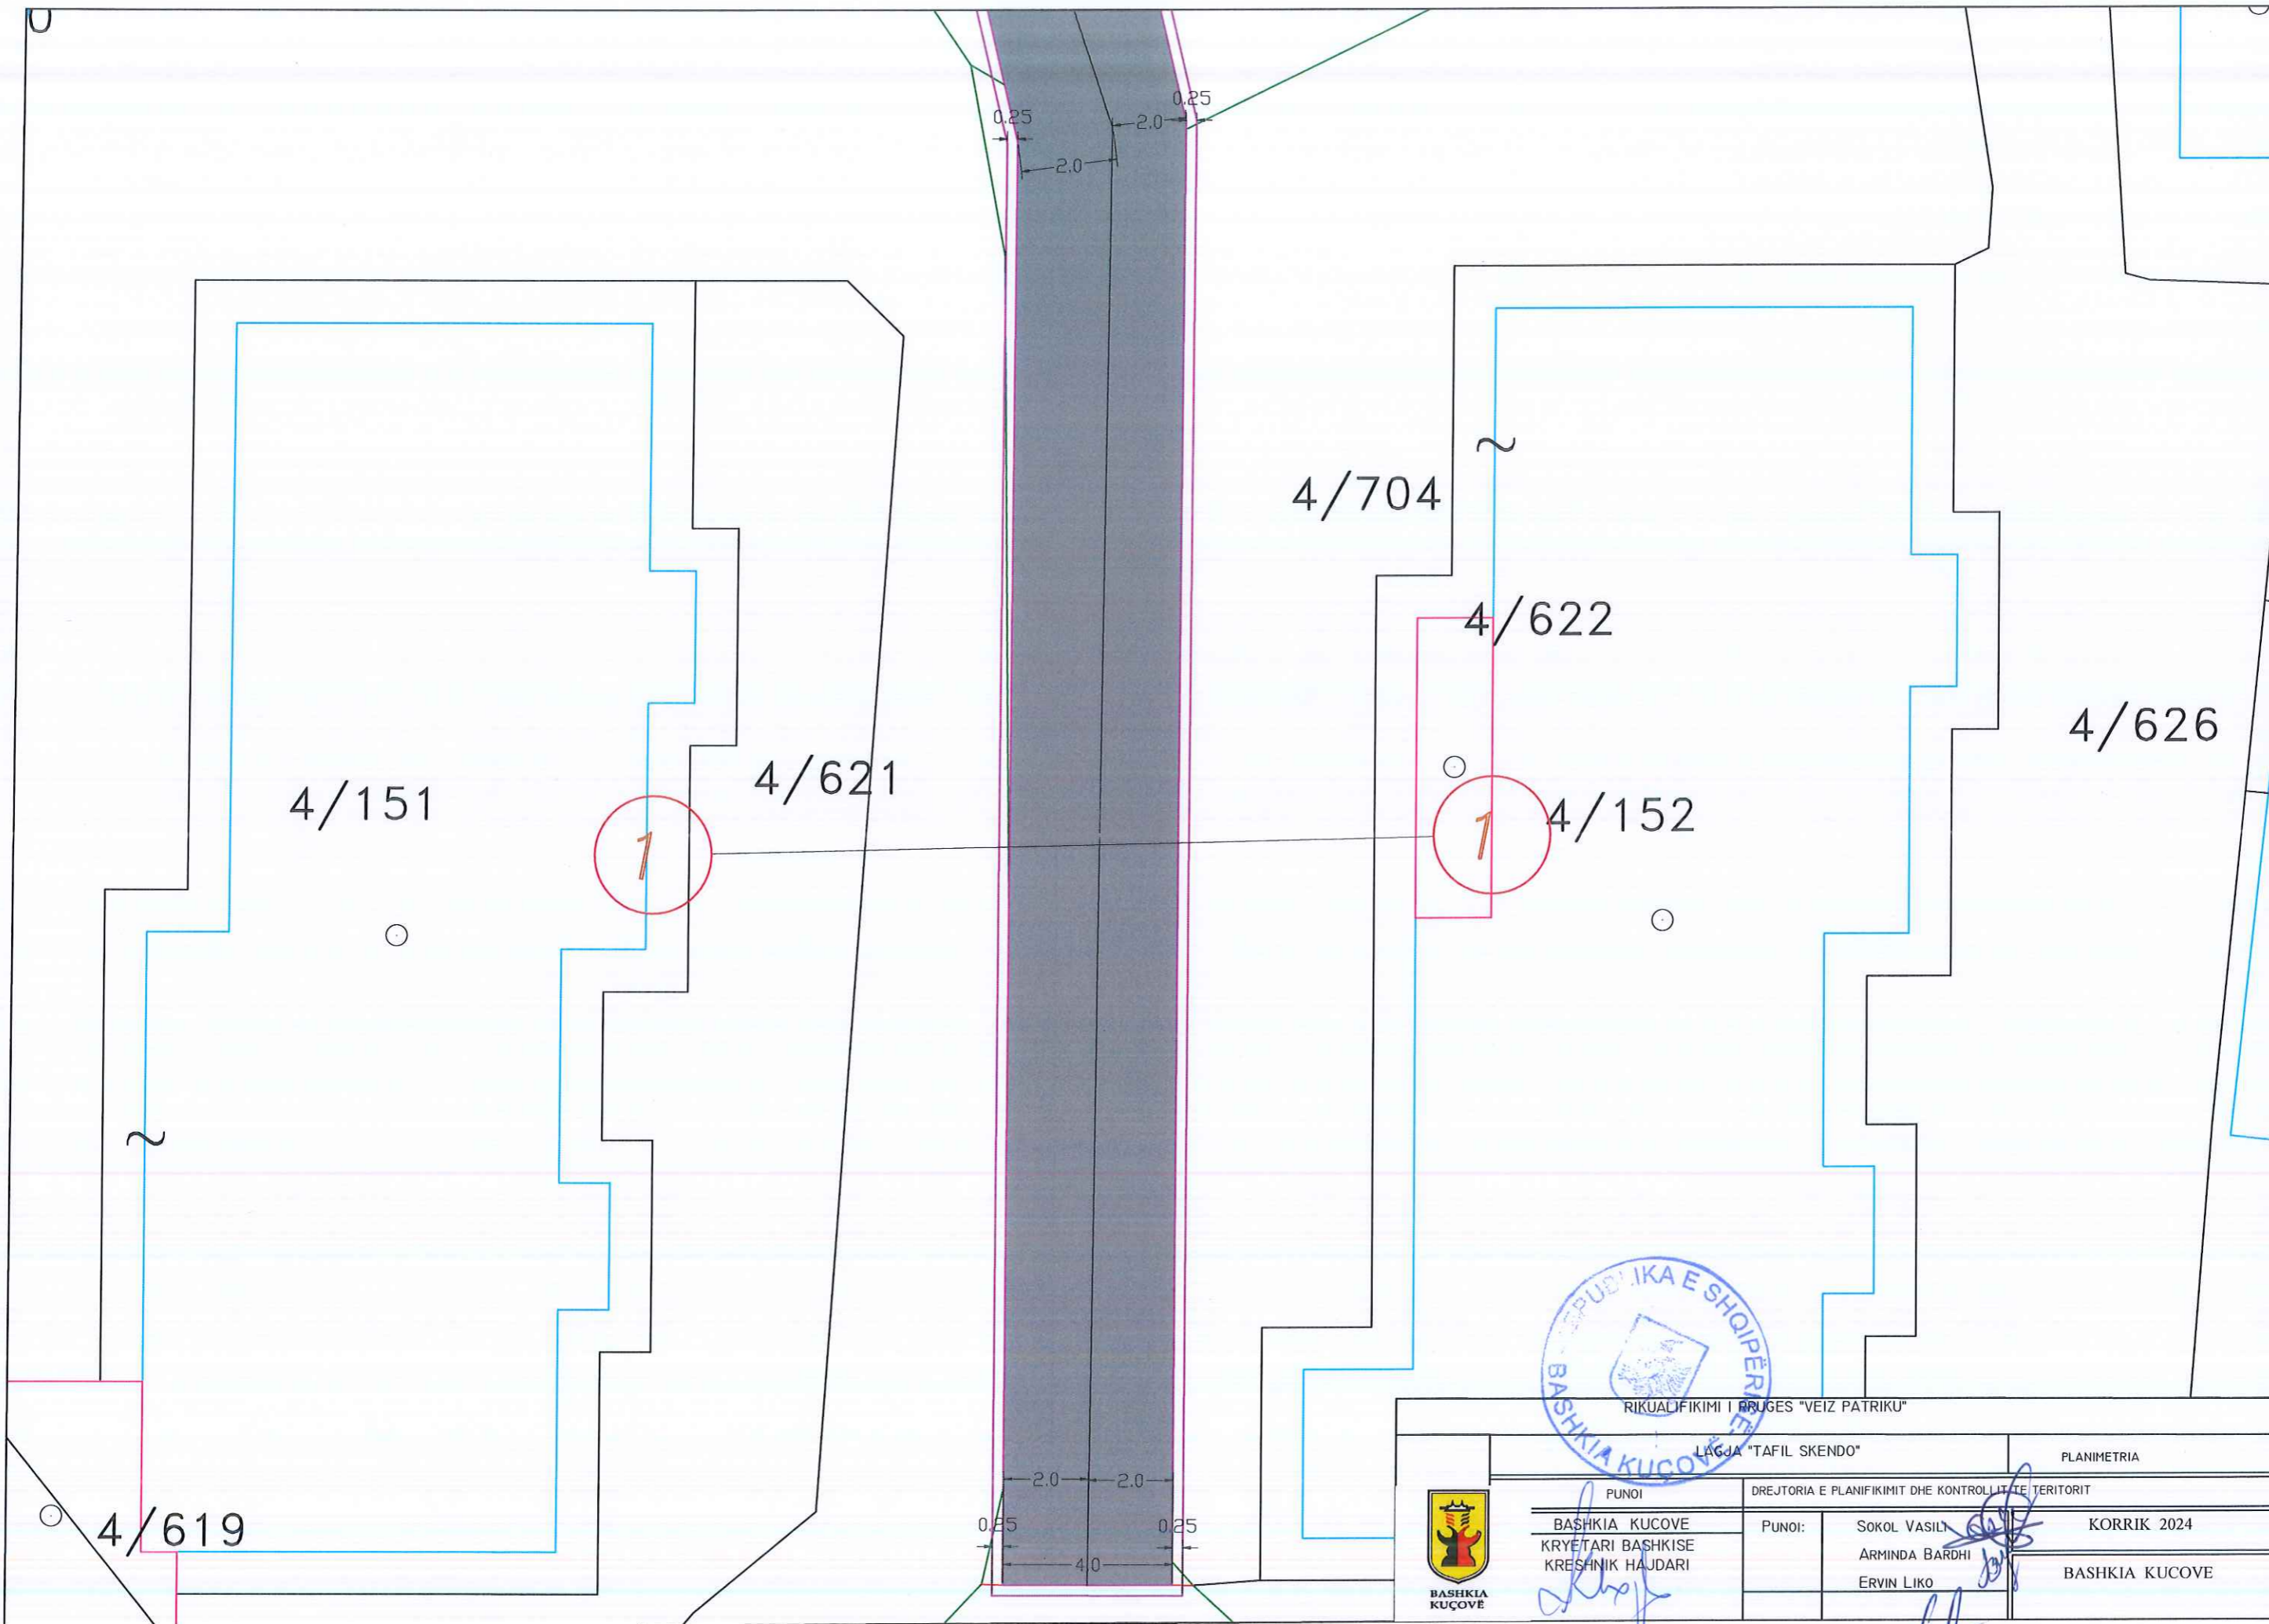 0.25
0.25
2.0
2.0
4/704
4/622
4/626
4/621
4/151
4/152
1
1
4/619
2.0
2.0
0.25
0.25
4.0
REPUBLIKA E SHQIPËRISË
BASHKIA KUÇOVË
RIKUALIFIKIMI I RRUGES "VEIZ PATRIKU"
LAGJA "TAFIL SKENDO"
PLANIMETRIA
PUNOI
DREJTORIA E PLANIFIKIMIT DHE KONTROLLIT TE TERITORIT
BASHKIA KUCOVE
KRYETARI BASHKISE
KRESHNIK HAJDARI
PUNOI:
SOKOL VASILI
ARMINDA BARDHI
ERVIN LIKO
KORRIK 2024
BASHKIA KUCOVE
BASHKIA
KUÇOVË